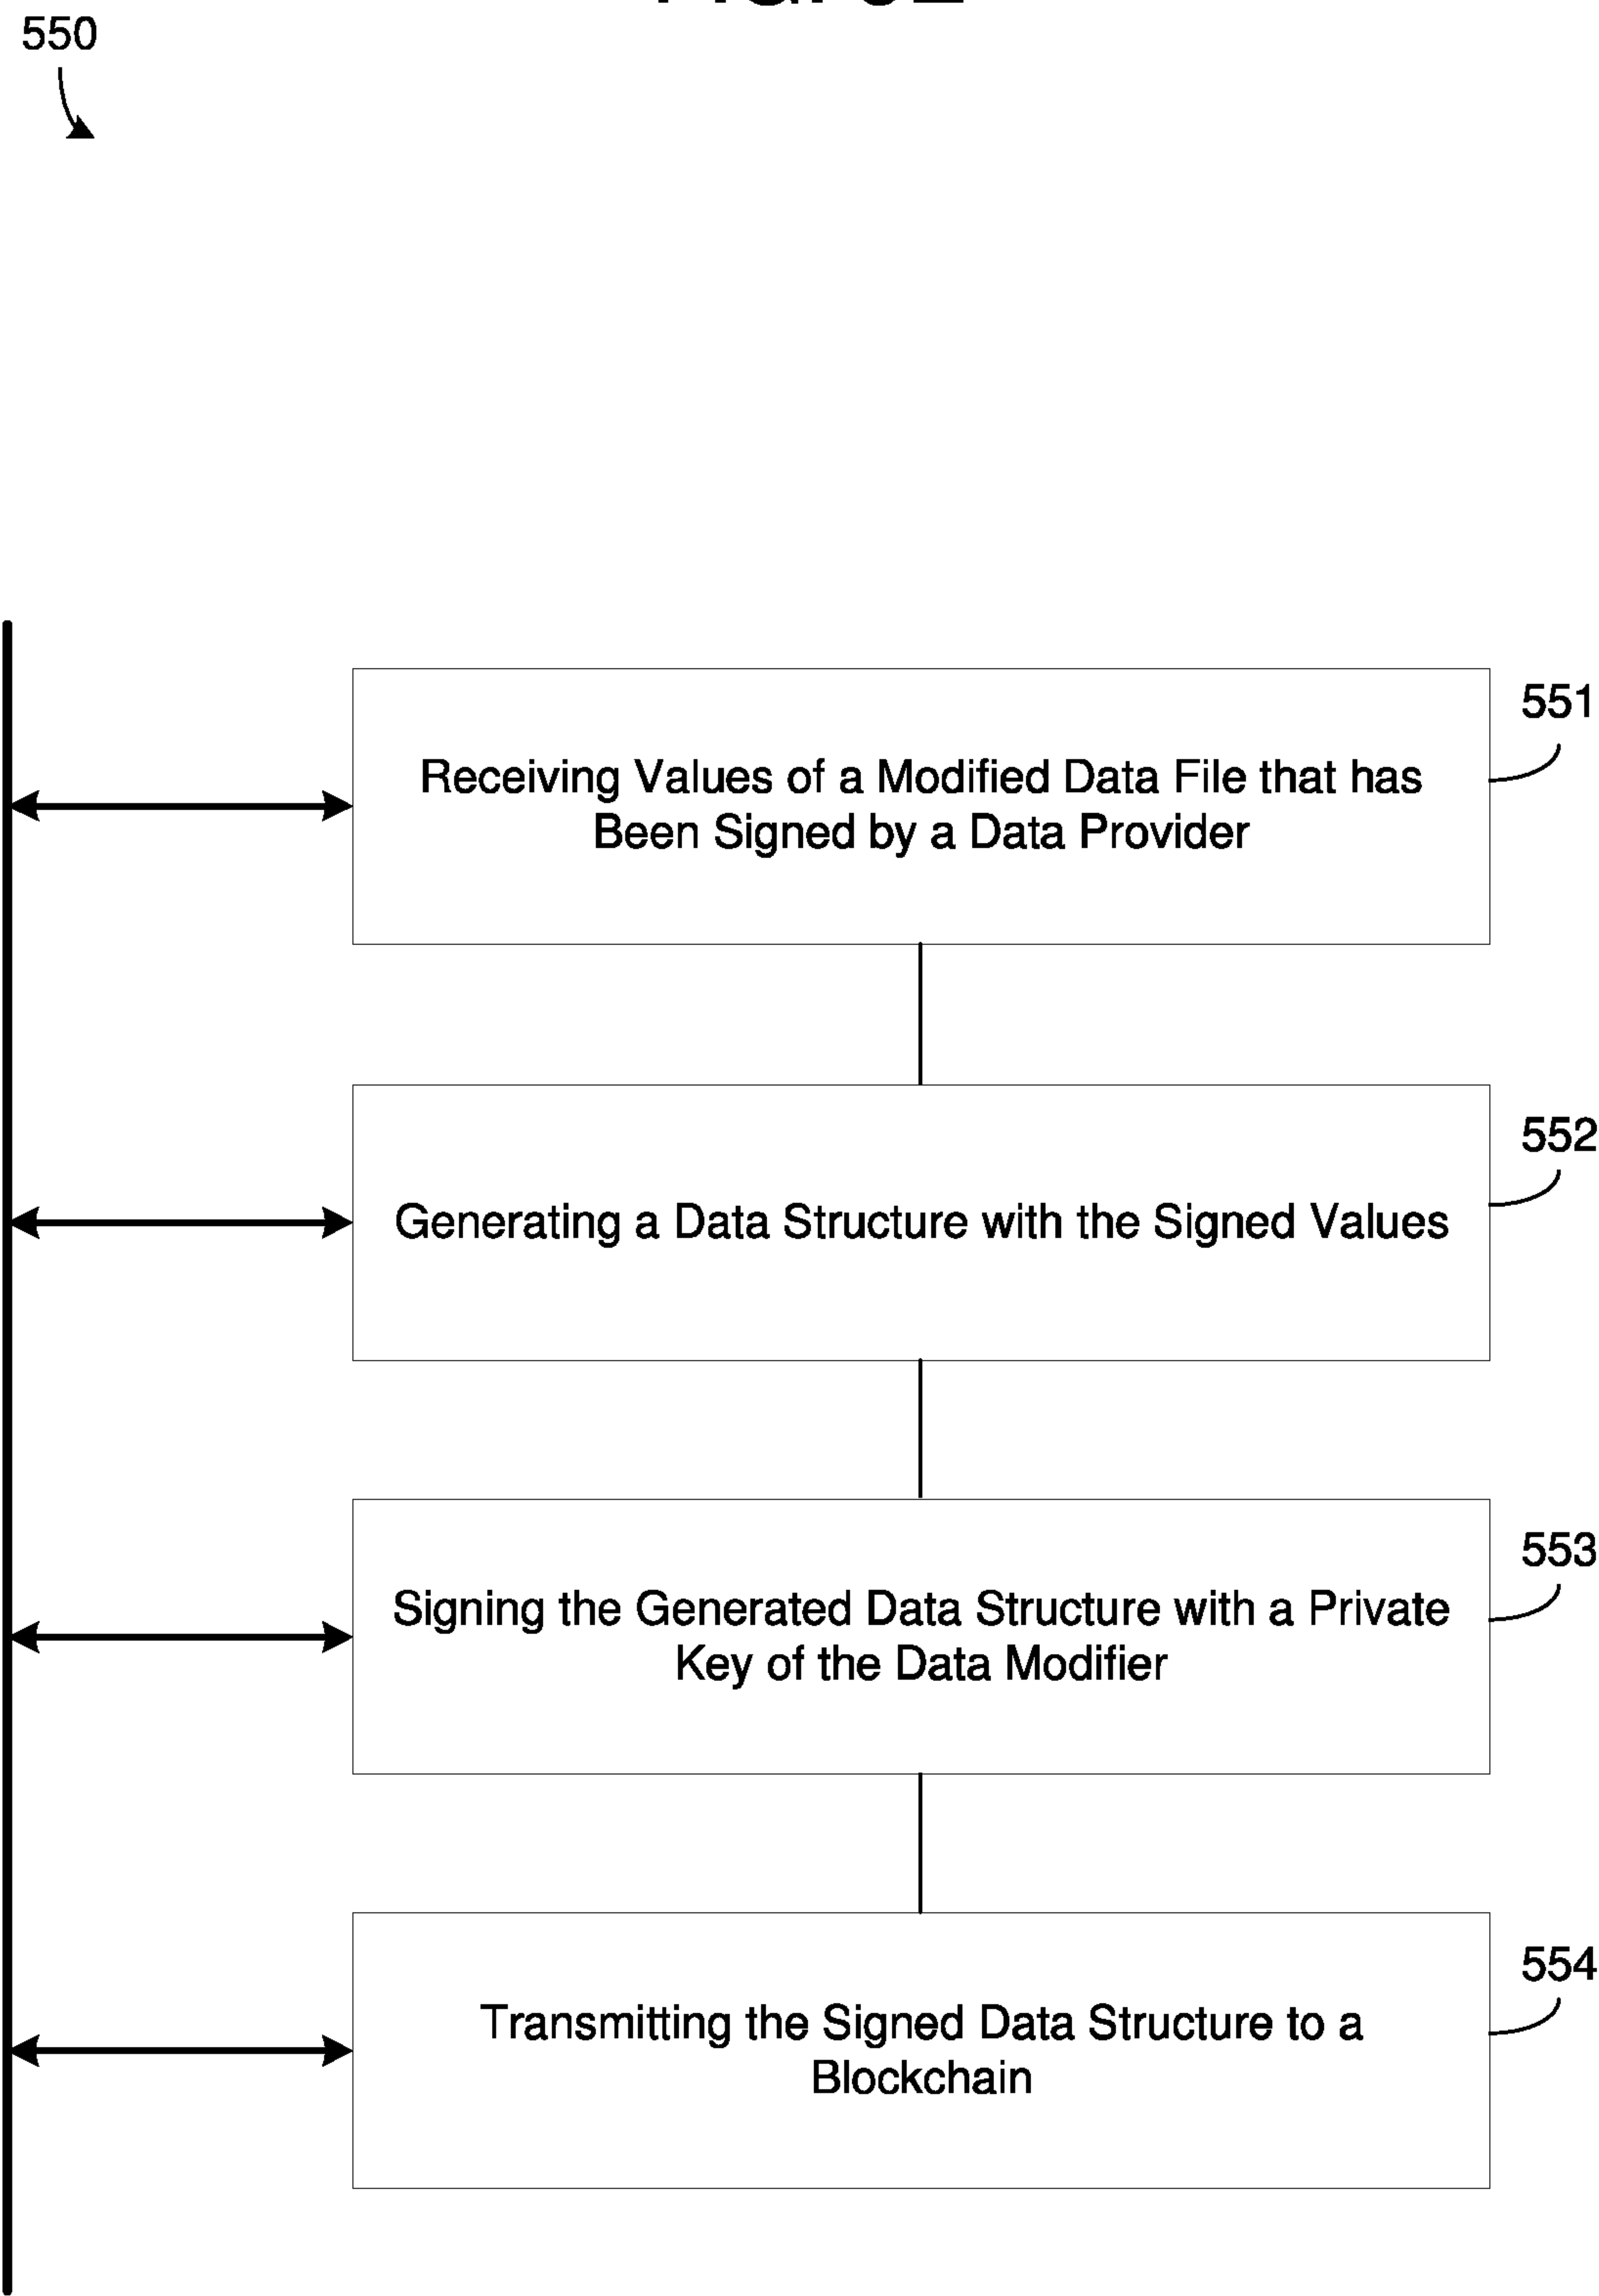 550
551
Receiving Values of a Modified Data File that has
Been Signed by a Data Provider
552
Generating a Data Structure with the Signed Values
553
Signing the Generated Data Structure with a Private
Key of the Data Modifier
554
Transmitting the Signed Data Structure to a
Blockchain